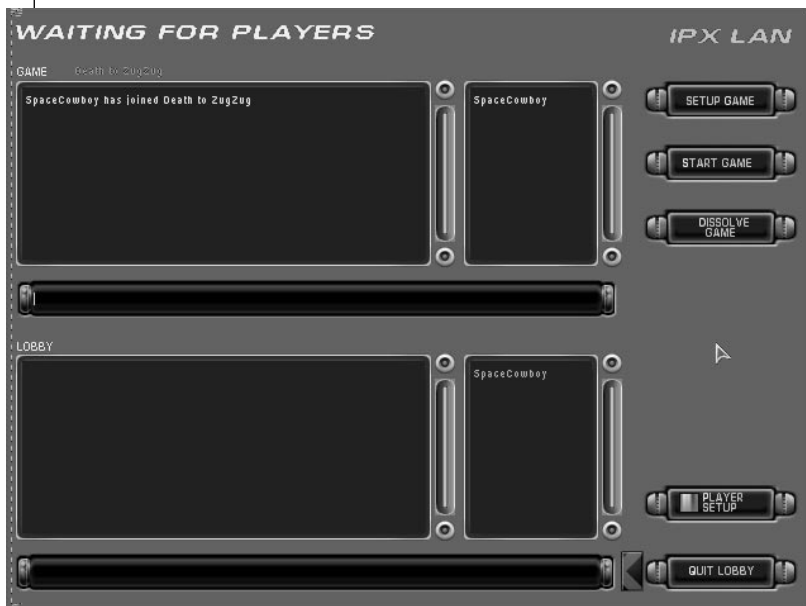 WAITING FOR PLAYERS
IPX LAN
GAME Death to ZugZug
SpaceCowboy has joined Death to ZugZug
SpaceCowboy
SETUP GAME
START GAME
DISSOLVE
GAME
LOBBY
SpaceCowboy
PLAYER
SETUP
QUIT LOBBY